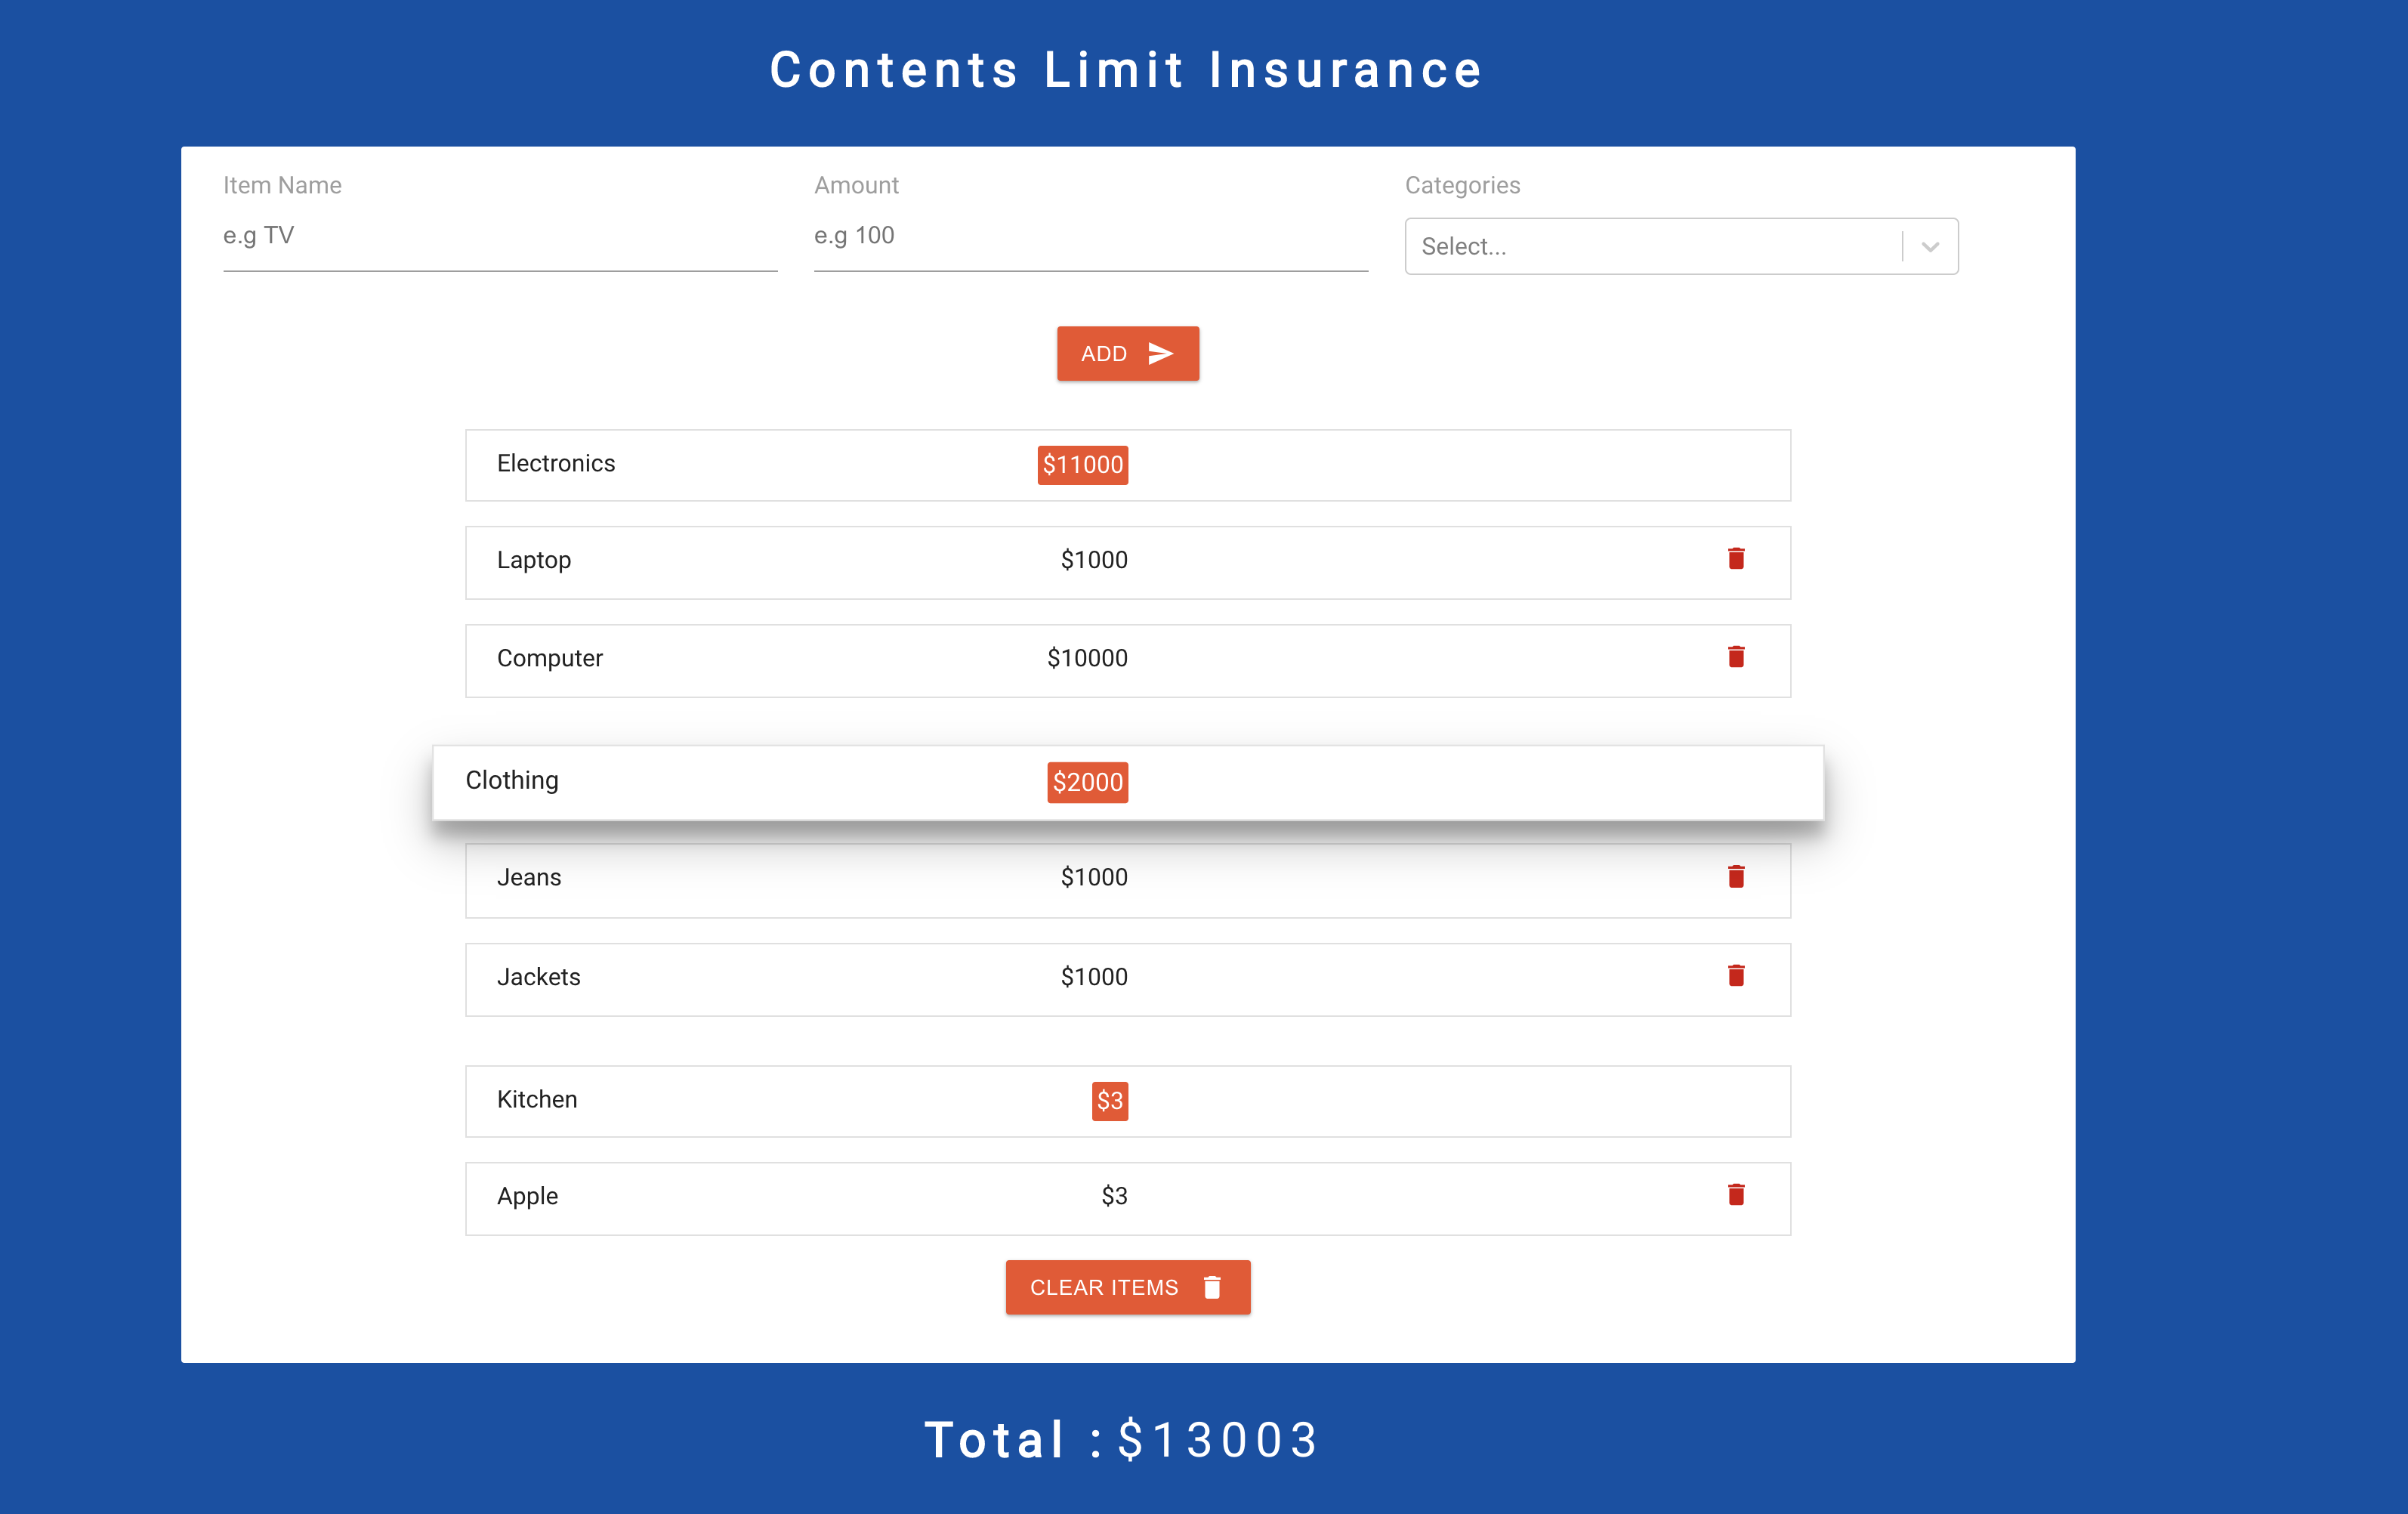 Contents Limit Insurance
Item Name Amount Categories
e.g TV e.g 100 Select...
ADD
Electronics $11000
Laptop $1000
Computer $10000
Clothing $2000
Jeans $1000
Jackets $1000
Kitchen $3
Apple $3
CLEAR ITEMS
Total : $13003